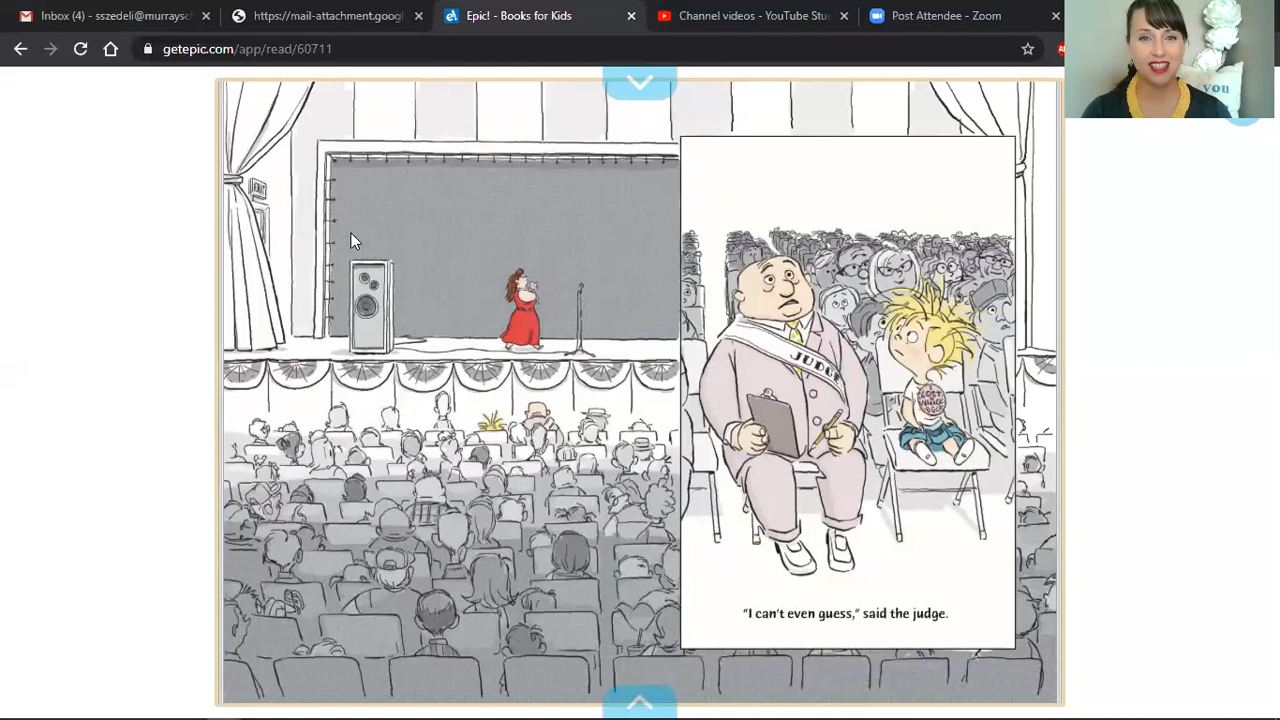 Inbox (4) - sszedeli@murraysch
https://mail-attachment.googl
Epic! - Books for Kids
Channel videos - YouTube Stu
Post Attendee - Zoom
getepic.com/app/read/60711
you
EXIT
JUDGE
"I can't even guess," said the judge.